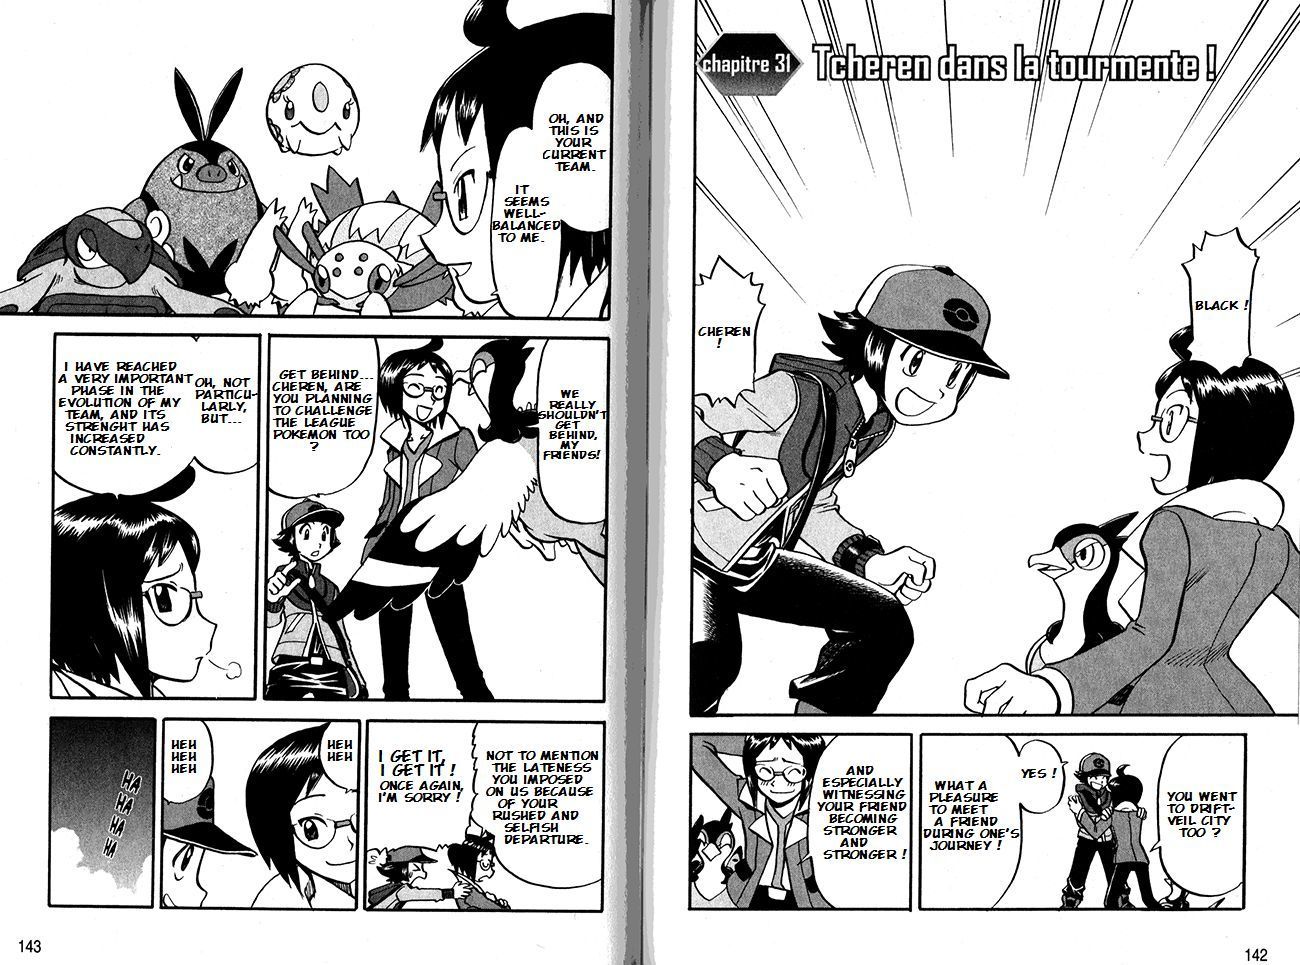 chapitre 31
Tcheren dans la tourmente !
BLACK !
CHEREN
!
YOU WENT
TO DRIFT-
VEIL CITY
TOO ?
YES !
WHAT A
PLEASURE
TO MEET
A FRIEND
DURING ONE'S
JOURNEY !
AND
ESPECIALLY
WITNESSING
YOUR FRIEND
BECOMING
STRONGER
AND
STRONGER !
142
OH, AND
THIS IS
YOUR
CURRENT
TEAM.
IT
SEEMS
WELL-
BALANCED
TO ME.
WE
REALLY
SHOULDN'T
GET
BEHIND,
MY
FRIENDS!
GET BEHIND...
CHEREN, ARE
YOU PLANNING
TO CHALLENGE
THE LEAGUE
POKEMON TOO
?
OH, NOT
PARTICU-
LARLY,
BUT...
I HAVE REACHED
A VERY IMPORTANT
PHASE IN THE
EVOLUTION OF MY
TEAM, AND ITS
STRENGHT HAS
INCREASED
CONSTANTLY.
NOT TO MENTION
THE LATENESS
YOU IMPOSED
ON US BECAUSE
OF YOUR
RUSHED AND
SELFISH
DEPARTURE.
I GET IT,
I GET IT !
ONCE AGAIN,
I'M SORRY !
HEH
HEH
HEH
HEH
HEH
HA
HA
HA
HA
143